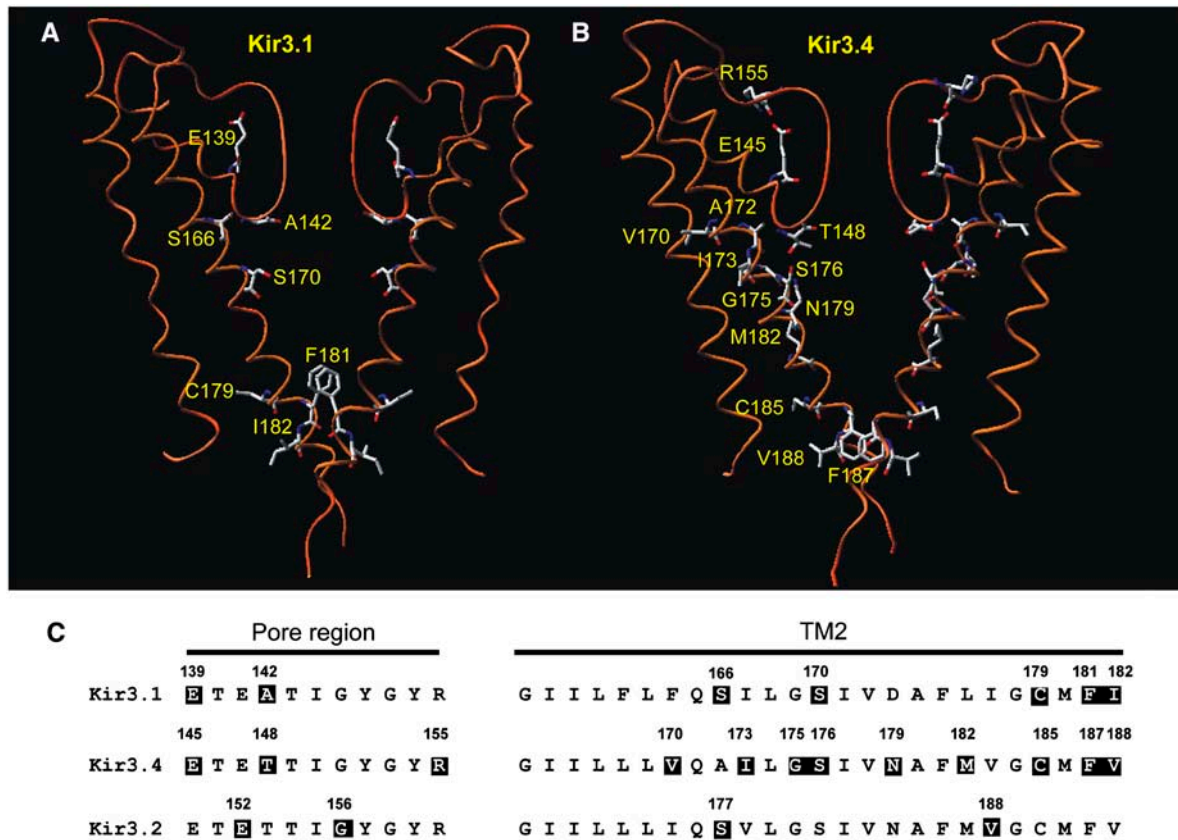 A
Kir3.1
E139
S166
A142
S170
F181
C179
I182
B
Kir3.4
R155
E145
A172
V170
T148
I173
S176
G175
N179
M182
C185
V188
F187
C
Pore region
TM2
139 142 166 170 179 181 182
Kir3.1 E T E A T I G Y G Y R G I I L F L F Q S I L G S I V D A F L I G C M F I
145 148 155 170 173 175 176 179 182 185 187 188
Kir3.4 E T E T T I G Y G Y R G I I L L L V Q A I L G S I V N A F M V G C M F V
152 156 177 188
Kir3.2 E T E T T I G Y G Y R G I I L L L I Q S V L G S I V N A F M V G C M F V